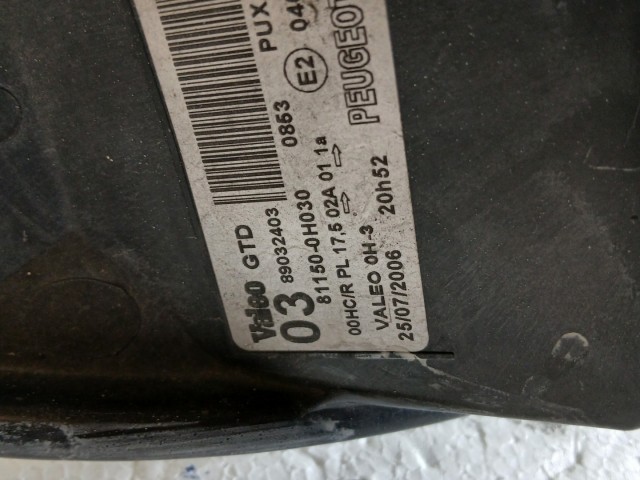 Valeo GTD PUX
03 89032403 0853 E2
81150-0H030 PEUGEOT
00HC/R PL 17,5 02A 01 1a
VALEO 0H-3 20h52
25/07/2006